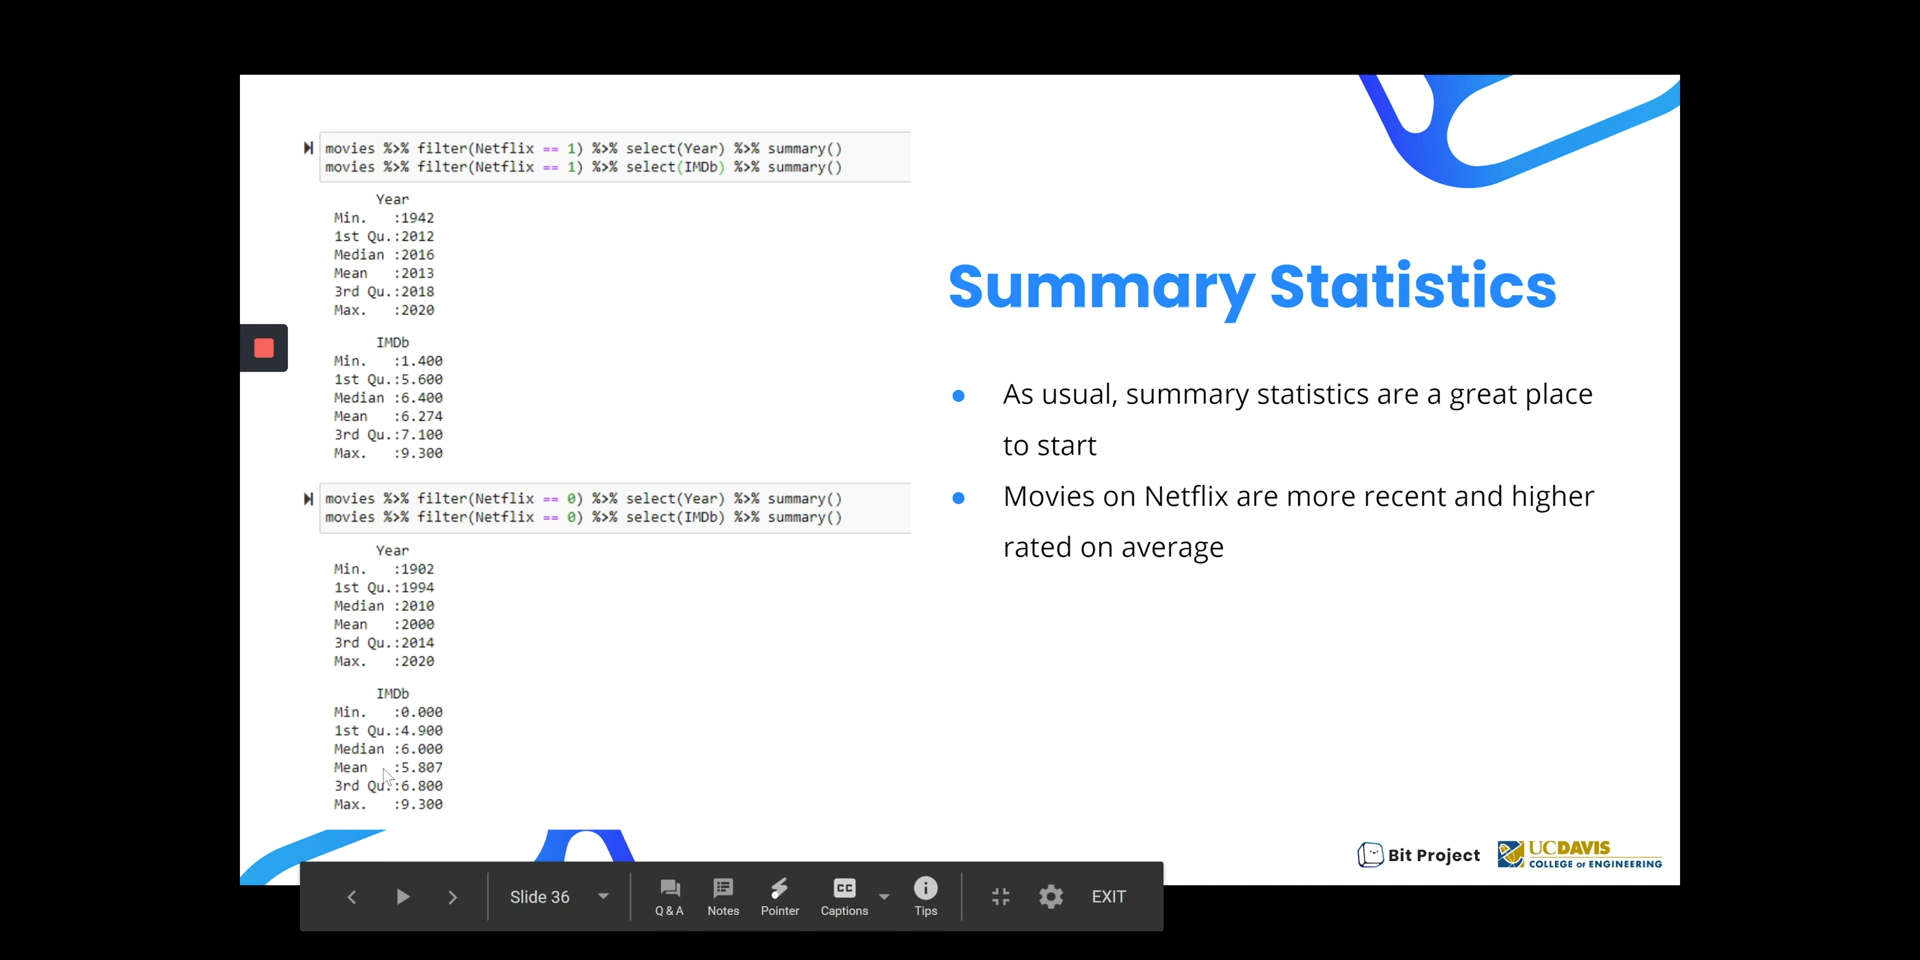 movies %>% filter(Netflix == 1) %>% select(Year) %>% summary()
movies %>% filter(Netflix == 1) %>% select(IMDb) %>% summary()
Year
Min. :1942
1st Qu.:2012
Median :2016
Mean :2013
3rd Qu.:2018
Max. :2020
IMDb
Min. :1.400
1st Qu.:5.600
Median :6.400
Mean :6.274
3rd Qu.:7.100
Max. :9.300
movies %>% filter(Netflix == 0) %>% select(Year) %>% summary()
movies %>% filter(Netflix == 0) %>% select(IMDb) %>% summary()
Year
Min. :1902
1st Qu.:1994
Median :2010
Mean :2000
3rd Qu.:2014
Max. :2020
IMDb
Min. :0.000
1st Qu.:4.900
Median :6.000
Mean :5.807
3rd Qu.:6.800
Max. :9.300
Summary Statistics
As usual, summary statistics are a great place
to start
Movies on Netflix are more recent and higher
rated on average
Bit Project
UCDAVIS
COLLEGE OF ENGINEERING
Slide 36
Q & A
Notes
Pointer
CC
Captions
Tips
EXIT